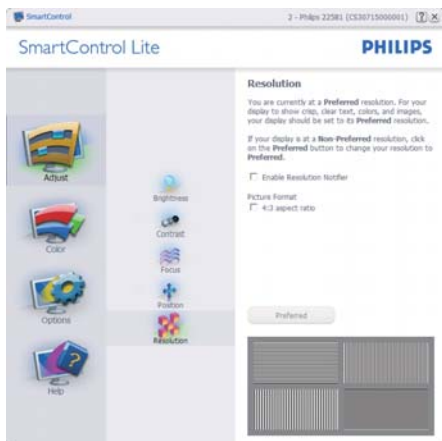 SmartControl
2 - Philips 225B1 (CS30715000001)
SmartControl Lite
PHILIPS
Adjust
Color
Options
Help
Brightness
Contrast
Focus
Position
Resolution
Resolution
You are currently at a Preferred resolution. For your
display to show crisp, clear text, colors, and images,
your display should be set to its Preferred resolution.
If your display is at a Non-Preferred resolution, click
on the Preferred button to change your resolution to
Preferred.
Enable Resolution Notifier
Picture Format
4:3 aspect ratio
Preferred